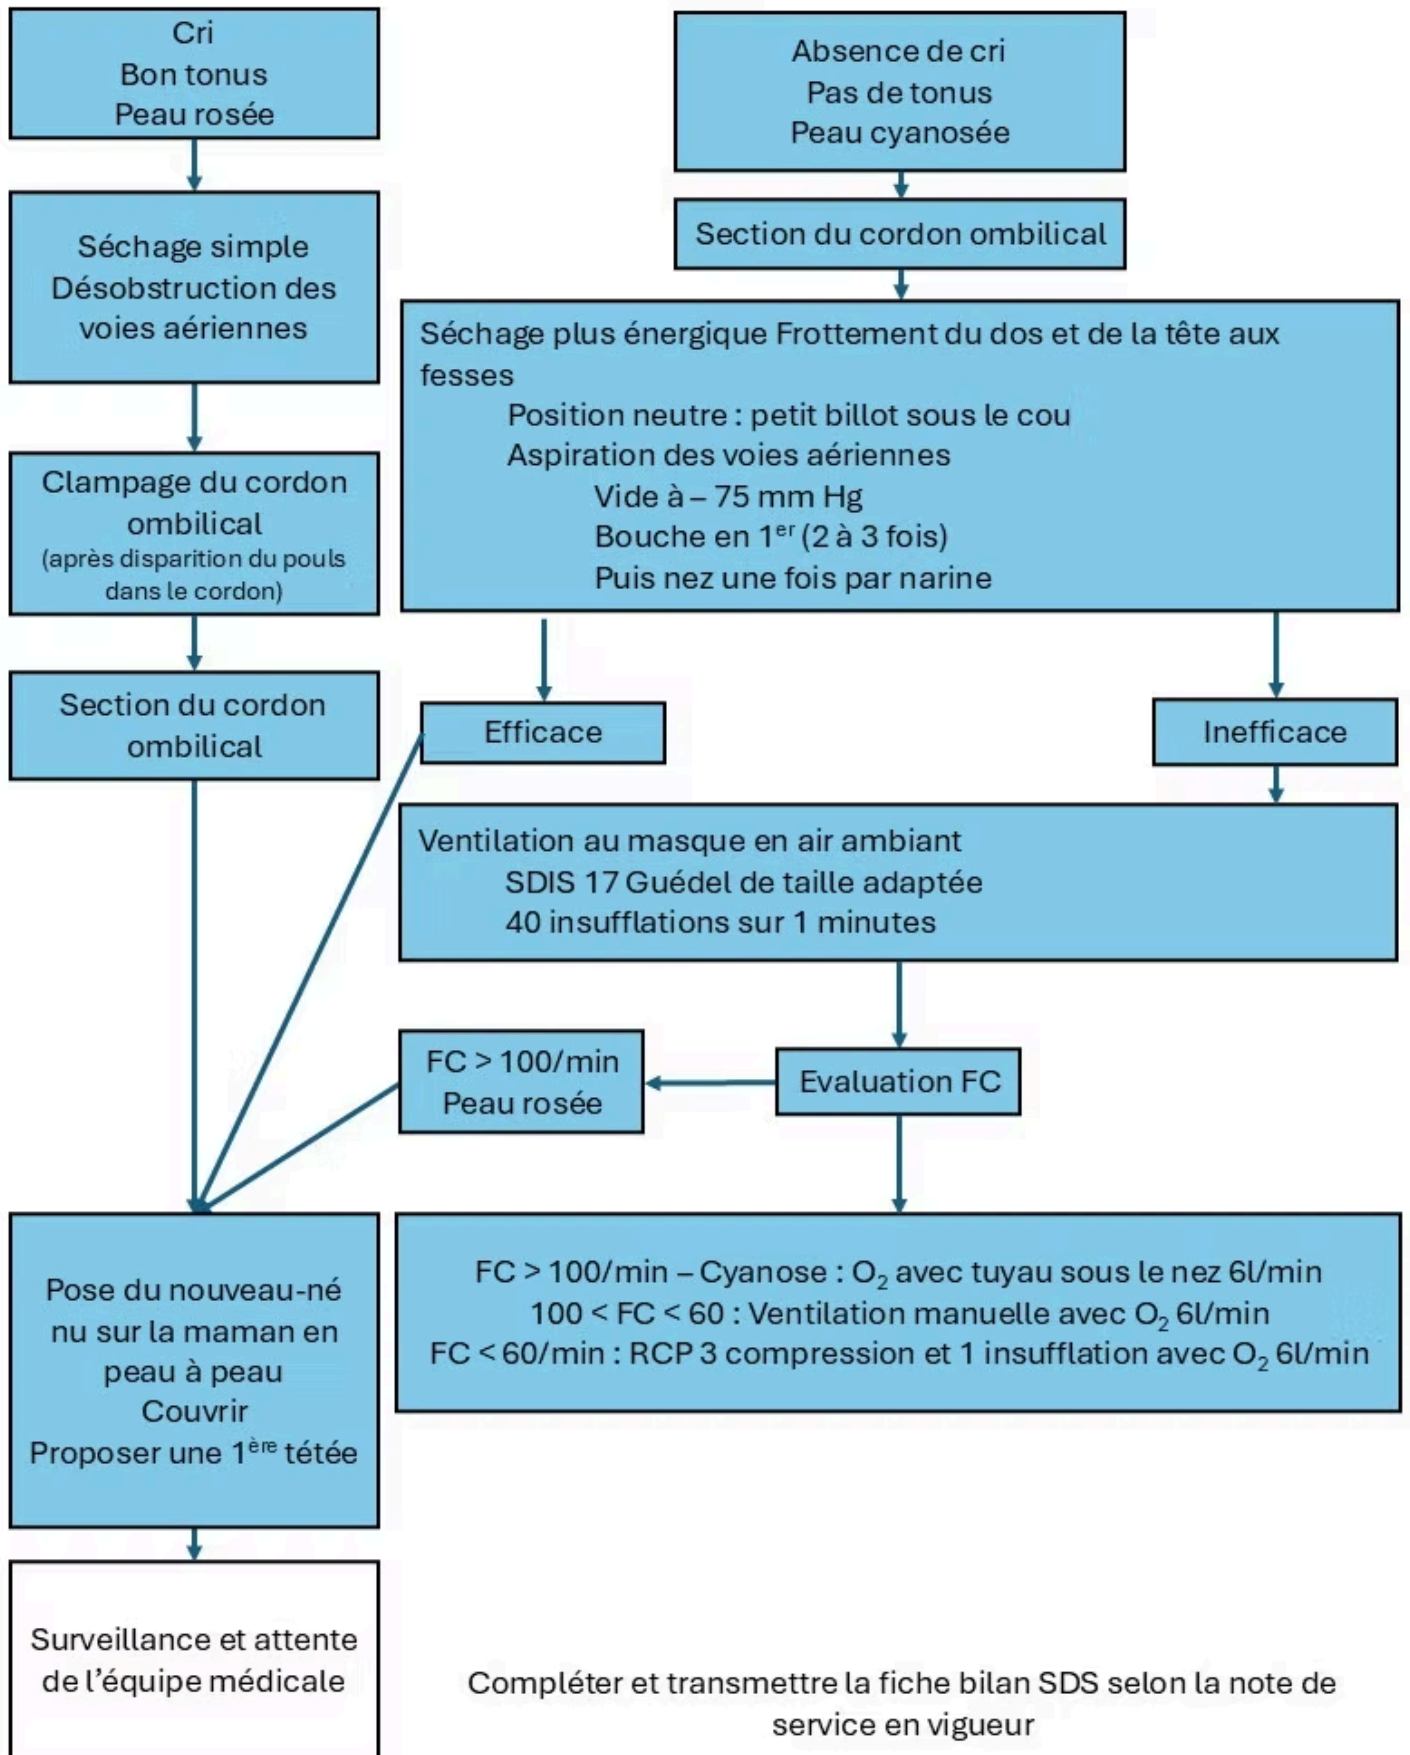 Cri
Bon tonus
Peau rosée
Séchage simple
Désobstruction des
voies aériennes
Clampage du cordon
ombilical
(après disparition du pouls
dans le cordon)
Section du cordon
ombilical
Absence de cri
Pas de tonus
Peau cyanosée
Section du cordon ombilical
Séchage plus énergique Frottement du dos et de la tête aux
fesses
Position neutre : petit billot sous le cou
Aspiration des voies aériennes
Vide à – 75 mm Hg
Bouche en 1er (2 à 3 fois)
Puis nez une fois par narine
Efficace
Inefficace
Ventilation au masque en air ambiant
SDIS 17 Guédel de taille adaptée
40 insufflations sur 1 minutes
Evaluation FC
FC > 100/min
Peau rosée
FC > 100/min – Cyanose : O2 avec tuyau sous le nez 6l/min
100 < FC < 60 : Ventilation manuelle avec O2 6l/min
FC < 60/min : RCP 3 compression et 1 insufflation avec O2 6l/min
Pose du nouveau-né
nu sur la maman en
peau à peau
Couvrir
Proposer une 1ère tétée
Surveillance et attente
de l’équipe médicale
Compléter et transmettre la fiche bilan SDS selon la note de
service en vigueur